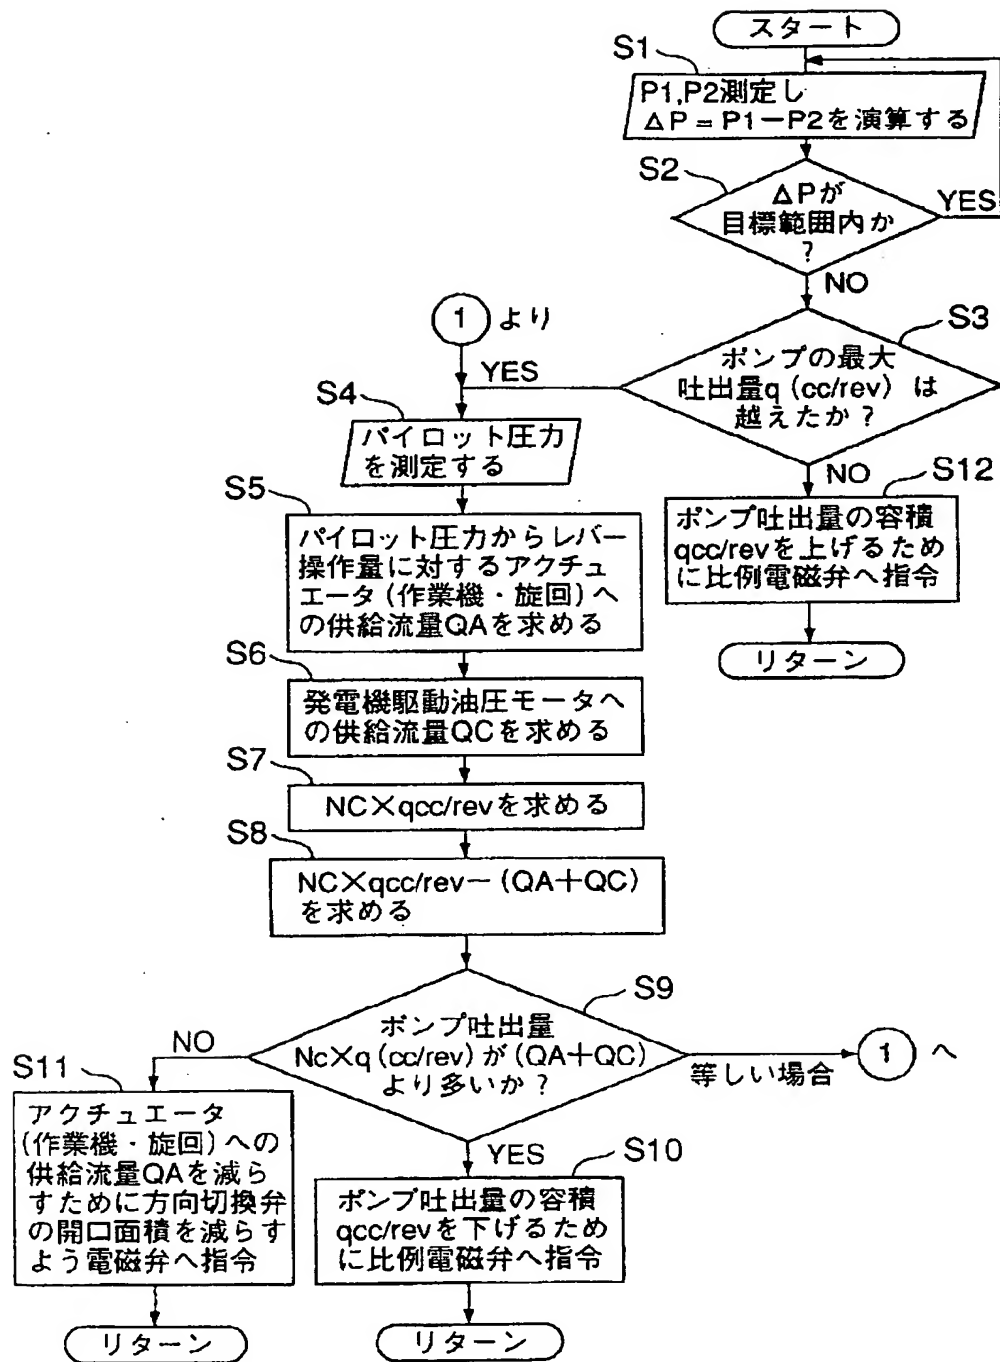 スタート
S1
P1,P2測定し
ΔP=P1−P2を演算する
S2
ΔPが
目標範囲内か
?
YES
NO
1 より
S3
ポンプの最大
吐出量q (cc/rev) は
越えたか?
YES
NO
S4
パイロット圧力
を測定する
S12
ポンプ吐出量の容積
qcc/revを上げるため
に比例電磁弁へ指令
リターン
S5
パイロット圧力からレバー
操作量に対するアクチュ
エータ(作業機・旋回)へ
の供給流量QAを求める
S6
発電機駆動油圧モータへ
の供給流量QCを求める
S7
NC×qcc/revを求める
S8
NC×qcc/rev−(QA+QC)
を求める
S9
ポンプ吐出量
Nc×q(cc/rev)が(QA+QC)
より多いか?
NO
YES
等しい場合
1 へ
S11
アクチュエータ
(作業機・旋回)への
供給流量QAを減ら
すために方向切換弁
の開口面積を減らす
よう電磁弁へ指令
リターン
S10
ポンプ吐出量の容積
qcc/revを下げるため
に比例電磁弁へ指令
リターン